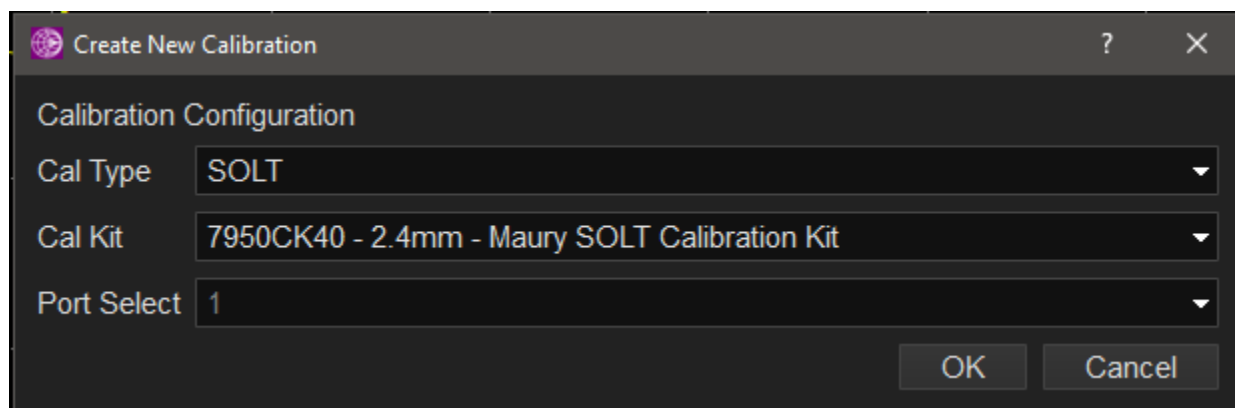 Create New Calibration ? ×
Calibration Configuration
Cal Type SOLT
Cal Kit 7950CK40 - 2.4mm - Maury SOLT Calibration Kit
Port Select 1
OK Cancel